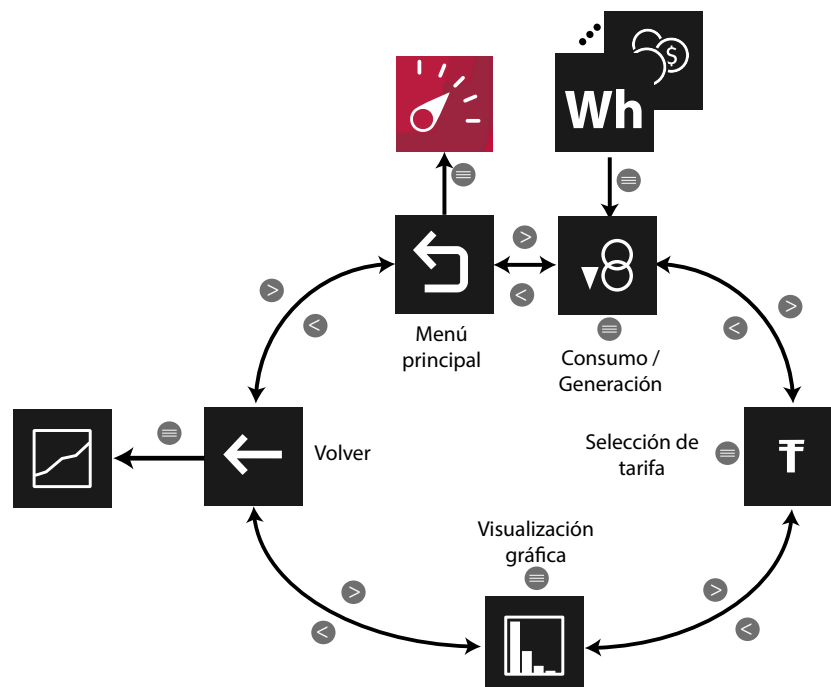 $
Wh
>
<
Menú
principal
Consumo /
Generación
>
<
>
<
Volver
Selección de
tarifa
Ŧ
Visualización
gráfica
>
<
>
<